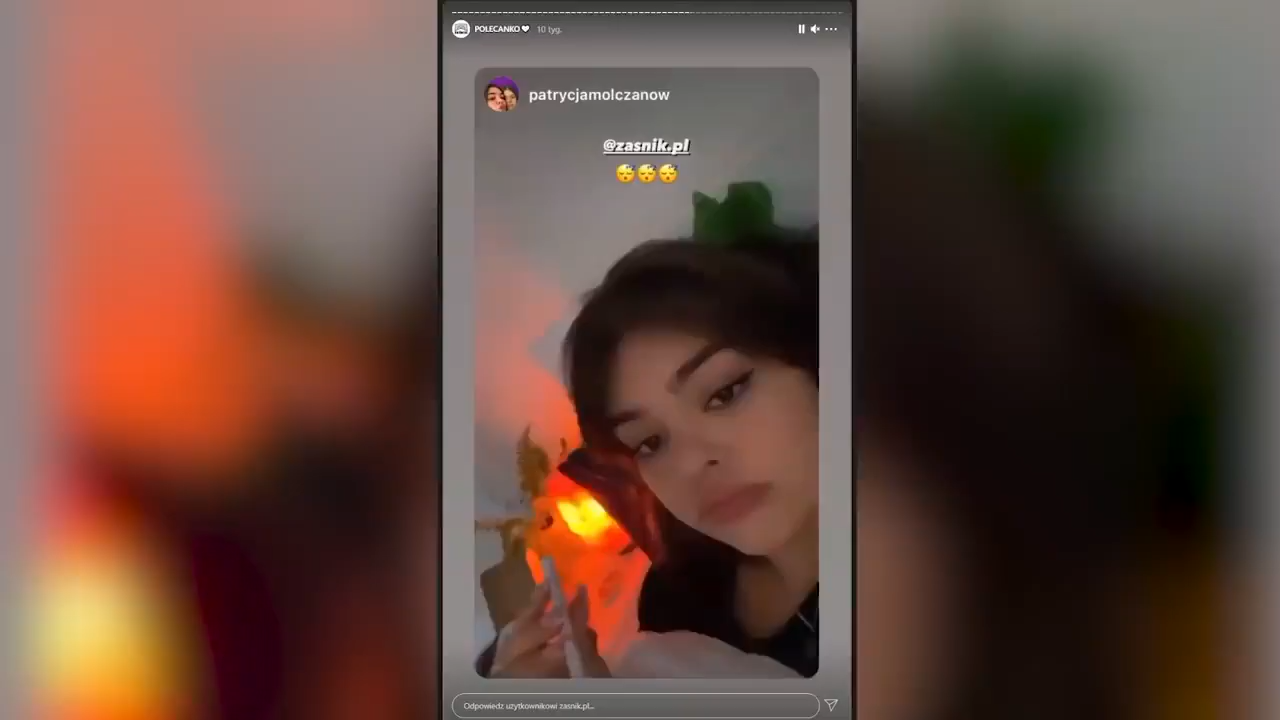 POLECANKO🤍 10 tyg.
patrycjamolczanow
@zasnik.pl
😴😴😴
Odpowiedz użytkownikowi zasnik.pl...